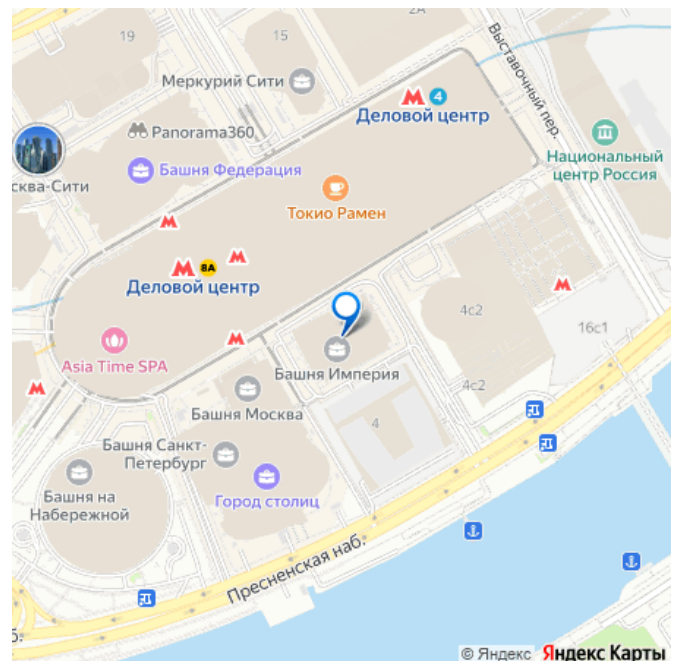 2А
19
15
Выставочный пер.
Меркурий Сити
4
Деловой центр
Panorama360
Национальный
центр Россия
сква-Сити
Башня Федерация
Токио Рамен
8А
Деловой центр
4с2
16с1
Asia Time SPA
Башня Империя
4с2
Башня Москва
4
Башня Санкт-
Петербург
Башня на
Набережной
Город столиц
Пресненская наб.
б.:
© Яндекс Яндекс Карты